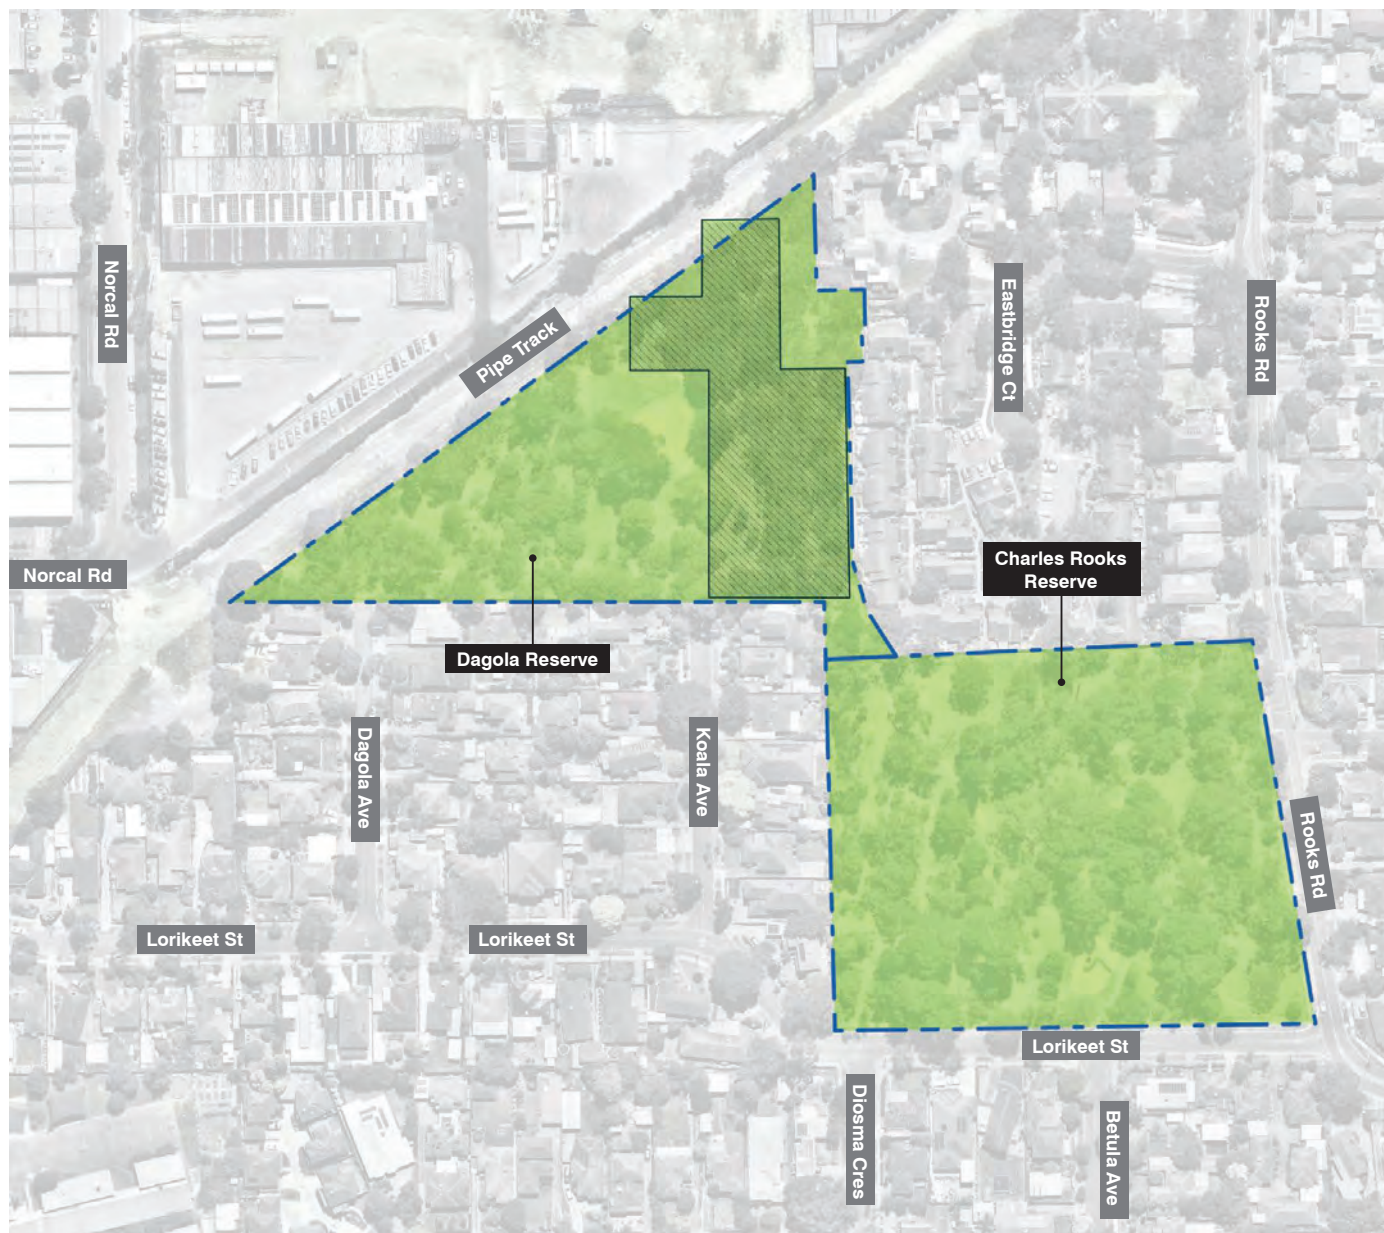 Norcal Rd
Eastbridge Ct
Rooks Rd
Pipe Track
Norcal Rd
Charles Rooks
Reserve
Dagola Reserve
Dagola Ave
Koala Ave
Rooks Rd
Lorikeet St
Lorikeet St
Lorikeet St
Diosma Cres
Betula Ave